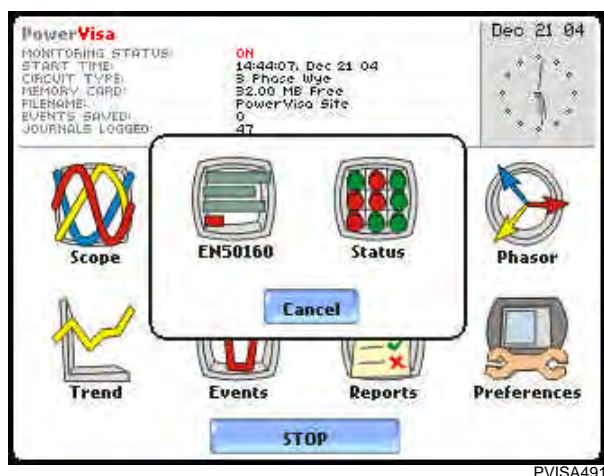 PowerVisa
Dec 21 04
MONITORING STATUS: ON
START TIME: 14:44:07, Dec 21 04
CIRCUIT TYPE: 3 Phase Wye
MEMORY CARD: 32.00 MB Free
FILENAME: PowerVisa Site
EVENTS SAVED: 0
JOURNALS LOGGED: 47
Scope
EN50160
Status
Phasor
Cancel
Trend
Events
Reports
Preferences
STOP
PVISA491